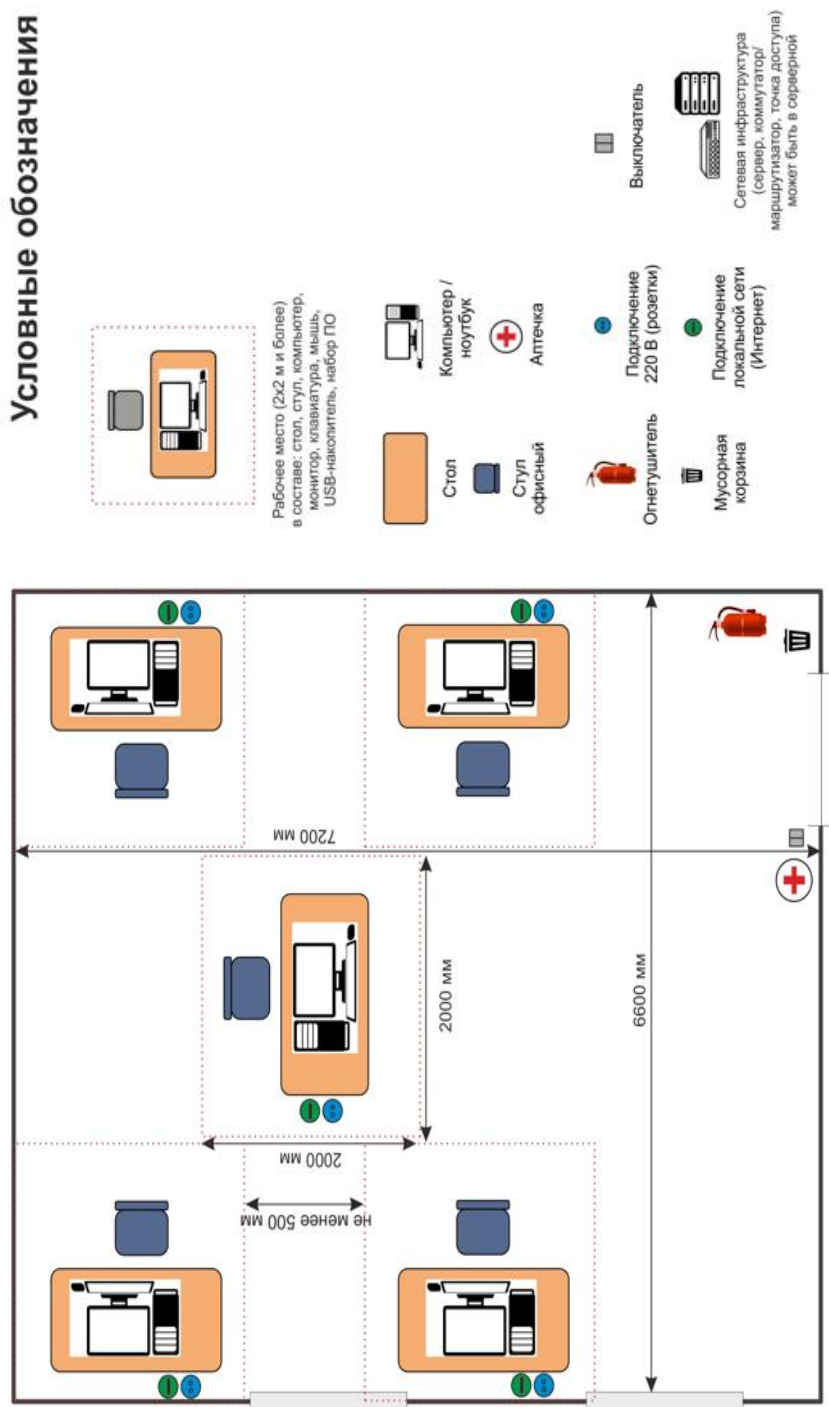 Условные обозначения
Рабочее место (2х2 м и более)
в составе: стол, стул, компьютер,
монитор, клавиатура, мышь,
USB-накопитель, набор ПО
Стол
Компьютер /
ноутбук
Стул
офисный
Аптечка
Огнетушитель
Подключение
220 В (розетки)
Выключатель
Мусорная
корзина
Подключение
локальной сети
(Интернет)
Сетевая инфраструктура
(сервер, коммутатор/
маршрутизатор, точка доступа)
может быть в серверной
7200 мм
2000 мм
2000 мм
не менее 500 мм
6600 мм